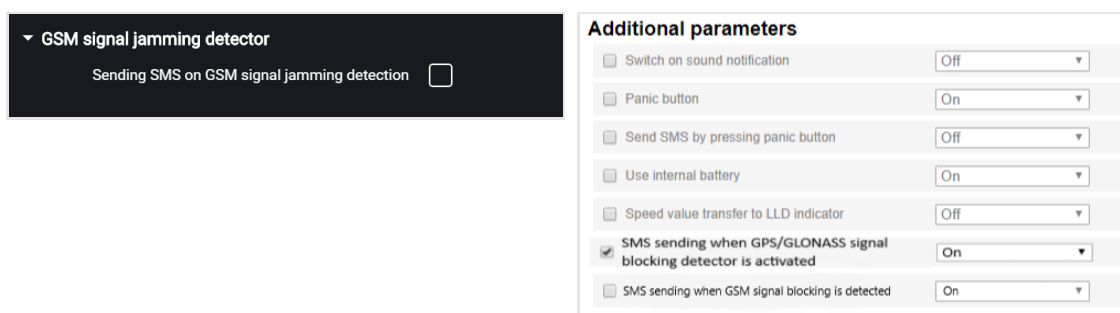 GSM signal jamming detector
Sending SMS on GSM signal jamming detection
Additional parameters
Switch on sound notification Off
Panic button On
Send SMS by pressing panic button Off
Use internal battery On
Speed value transfer to LLD indicator Off
SMS sending when GPS/GLONASS signal
blocking detector is activated On
SMS sending when GSM signal blocking is detected On